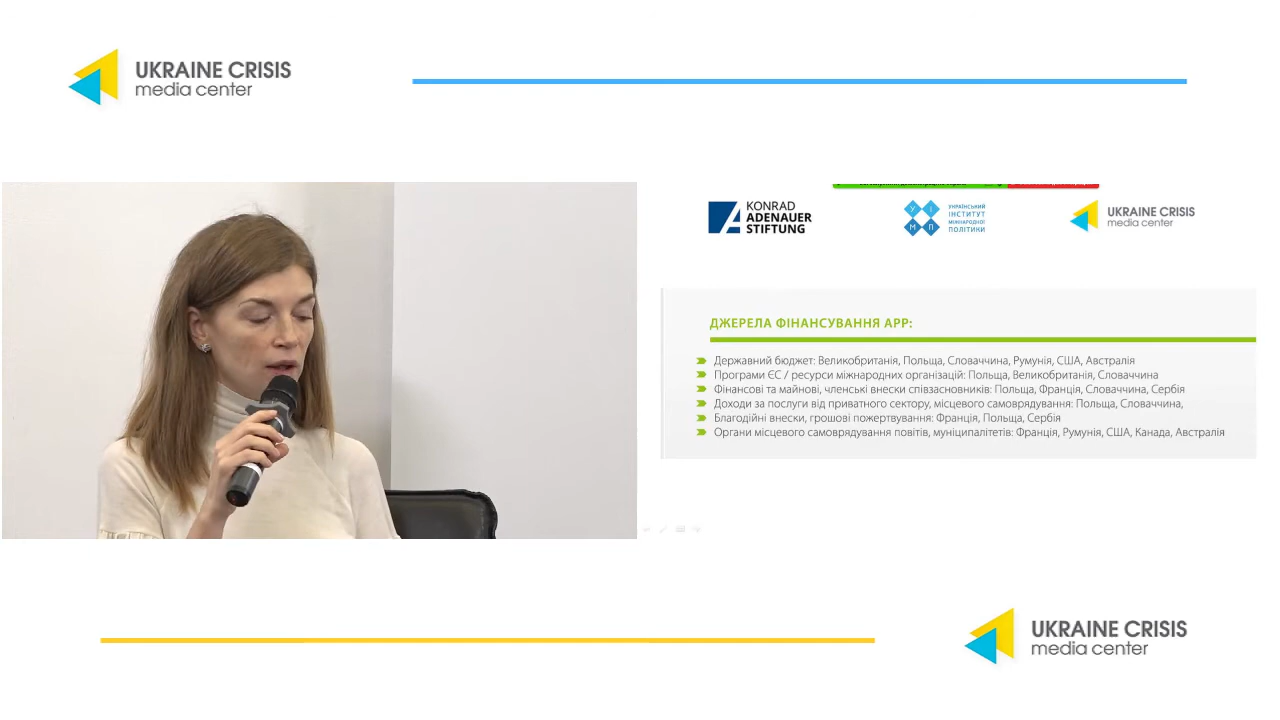 UKRAINE CRISIS
media center
KONRAD
ADENAUER
STIFTUNG
У І
М П
УКРАЇНСЬКИЙ
ІНСТИТУТ
МІЖНАРОДНОЇ
ПОЛІТИКИ
UKRAINE CRISIS
media center
ДЖЕРЕЛА ФІНАНСУВАННЯ АРР:
Державний бюджет: Великобританія, Польща, Словаччина, Румунія, США, Австралія
Програми ЄС / ресурси міжнародних організацій: Польща, Великобританія, Словаччина
Фінансові та майнові, членські внески співзасновників: Польща, Франція, Словаччина, Сербія
Доходи за послуги від приватного сектору, місцевого самоврядування: Польща, Словаччина,
Благодійні внески, грошові пожертвування: Франція, Польща, Сербія
Органи місцевого самоврядування повітів, муніципалітетів: Франція, Румунія, США, Канада, Австралія
UKRAINE CRISIS
media center